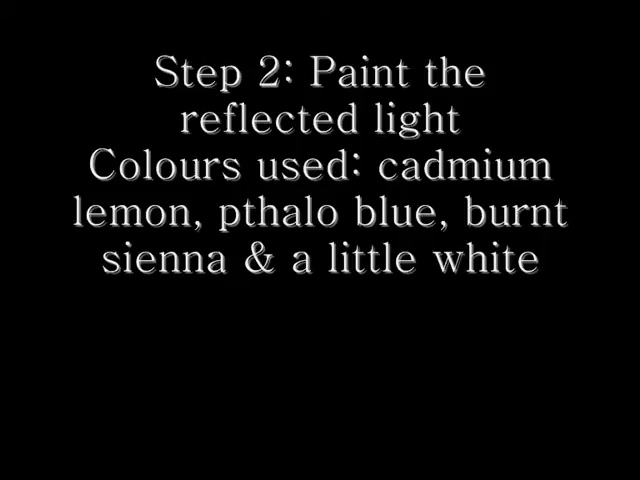 Step 2: Paint the
reflected light
Colours used: cadmium
lemon, pthalo blue, burnt
sienna & a little white